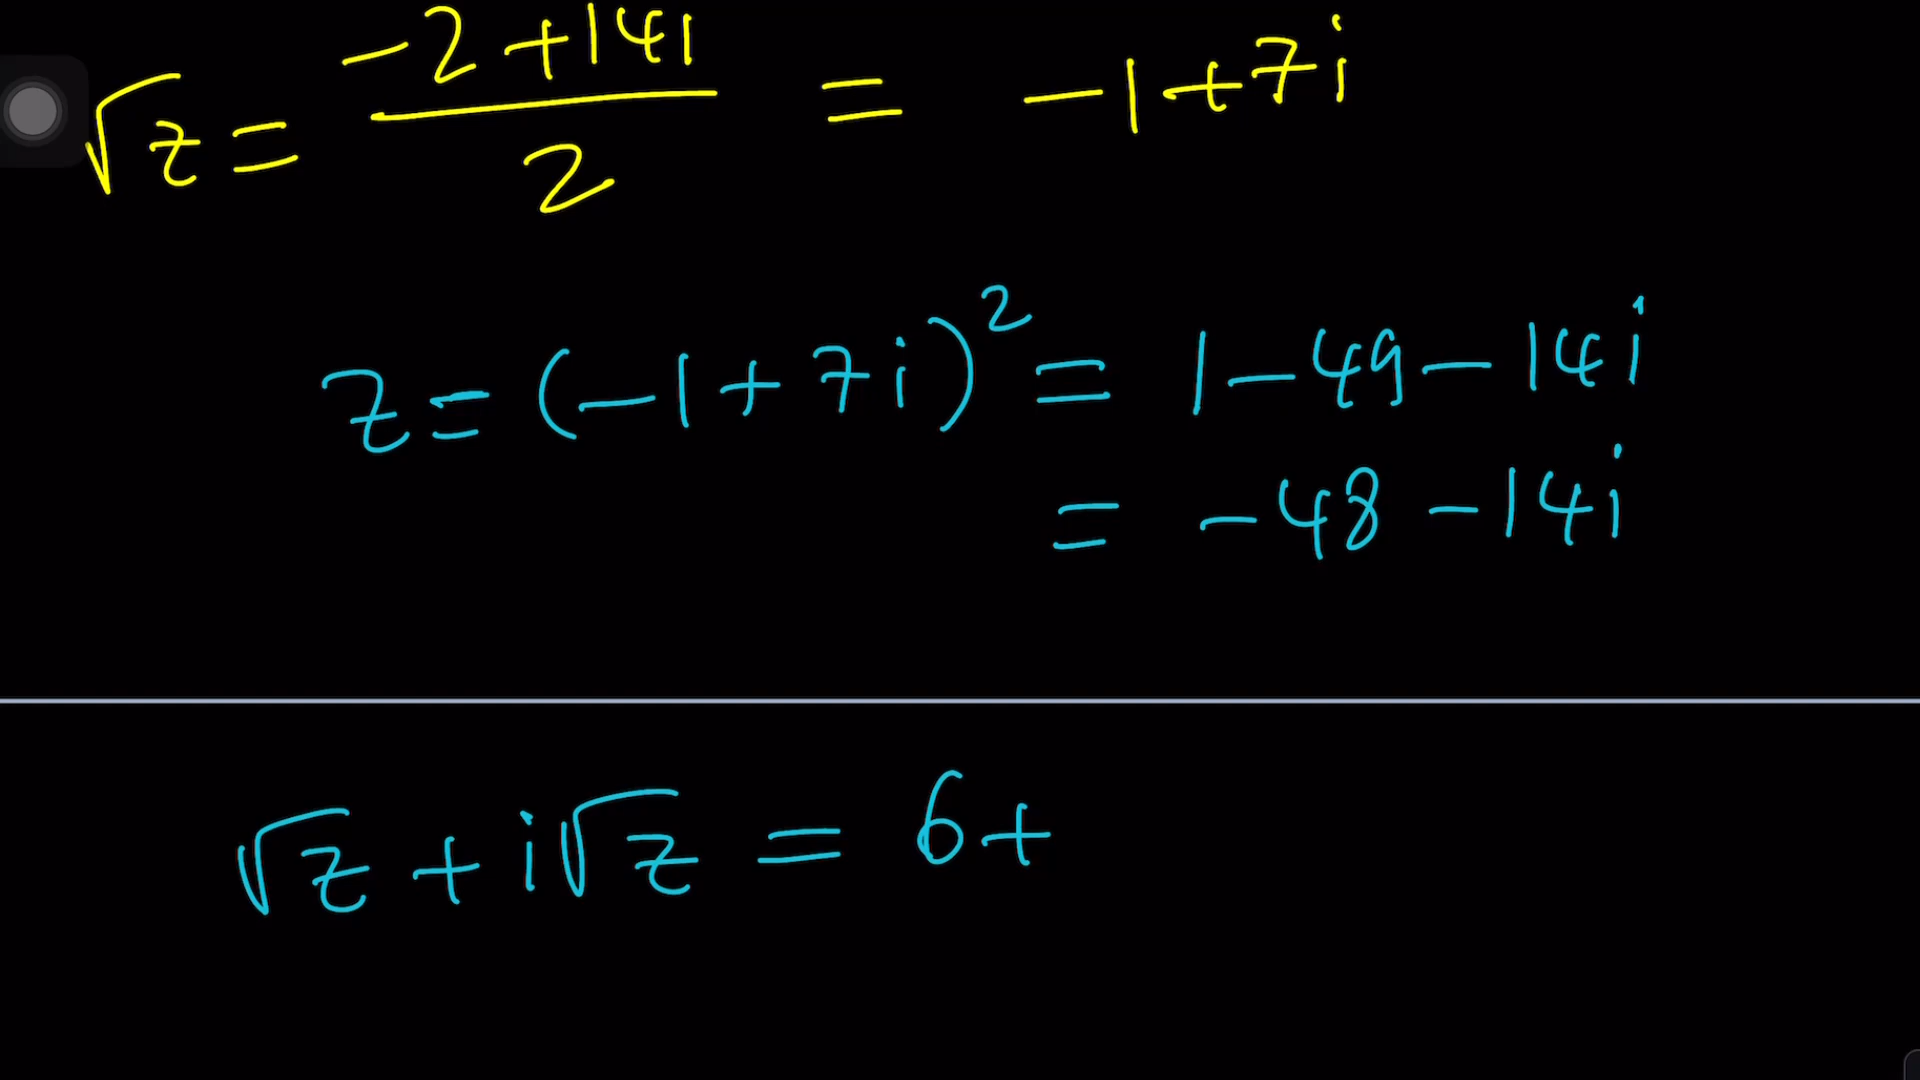 √z = (-2+14i)/2 = -1+7i
z = (-1+7i)² = 1-49-14i
= -48-14i
√z + i√z = 6+